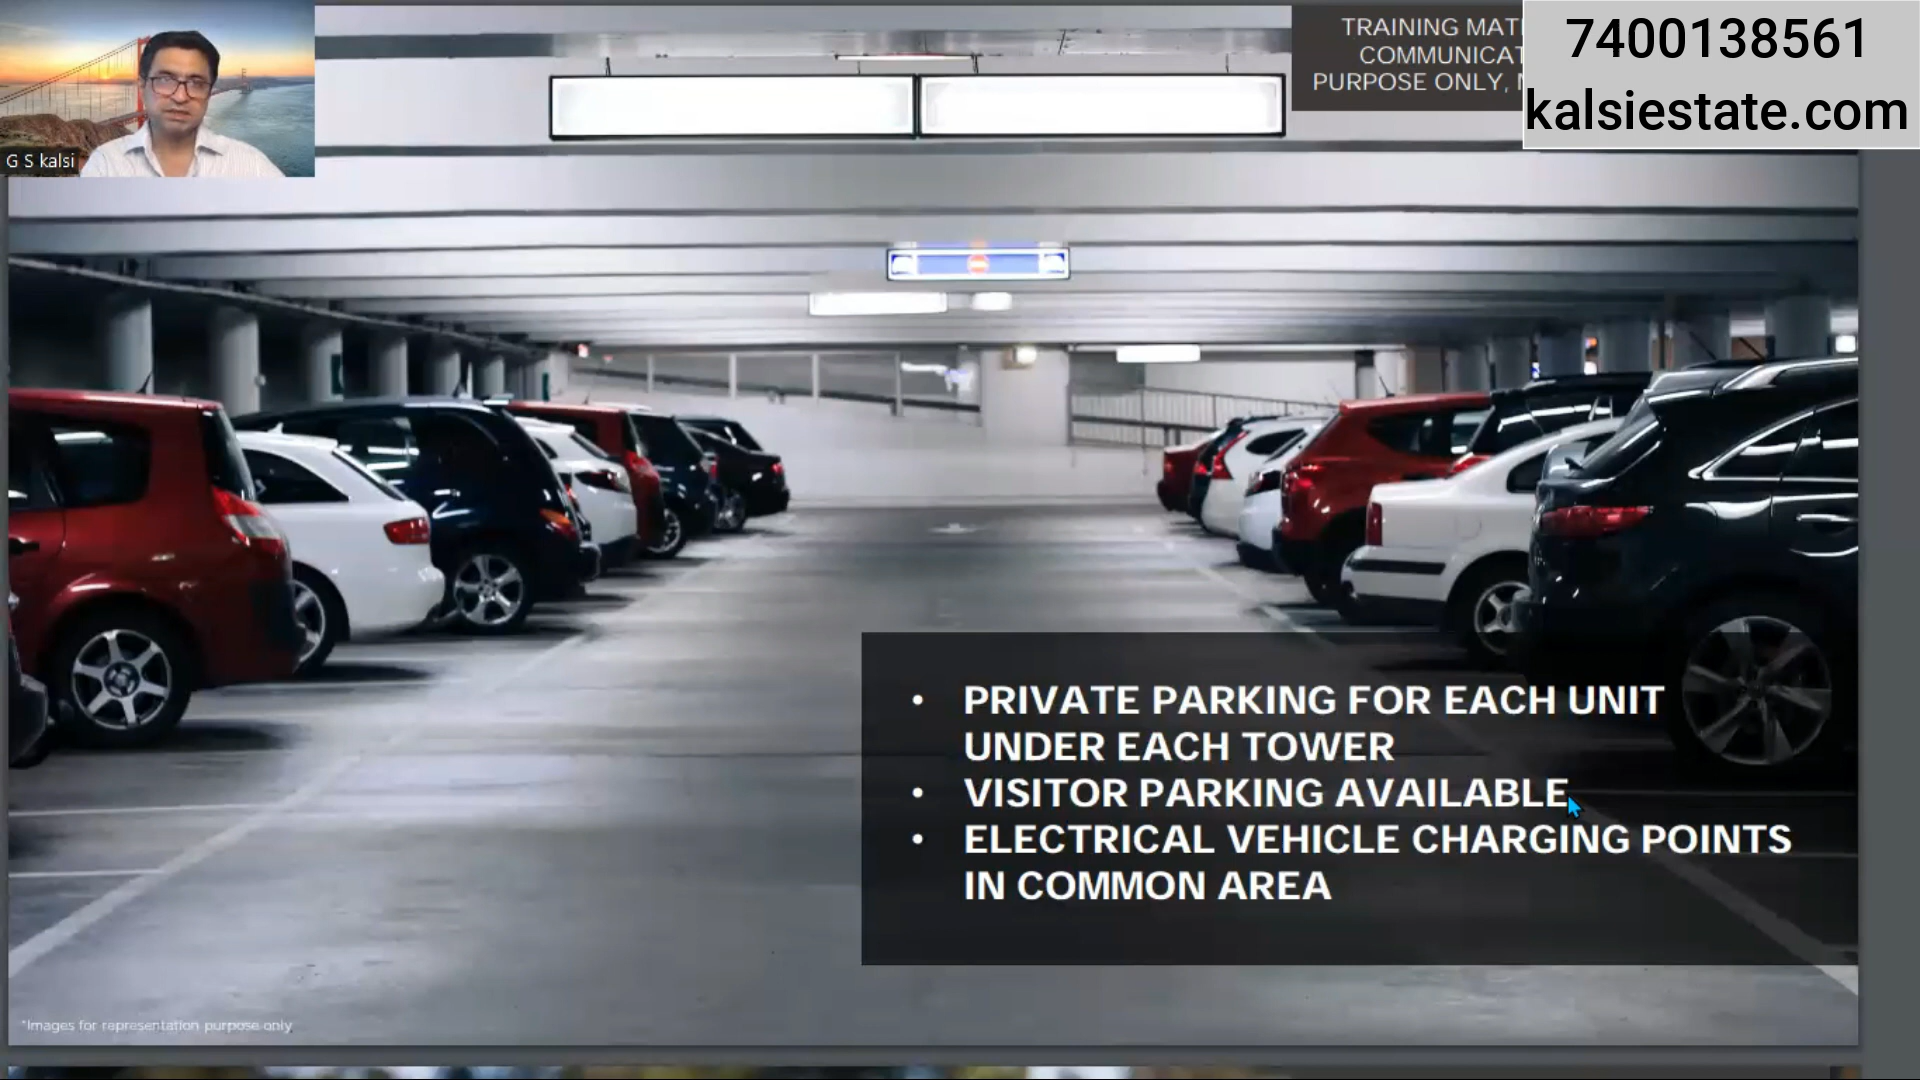 G S kalsi
TRAINING
COMMUNICAT
PURPOSE ONLY,
7400138561
kalsiestate.com
• PRIVATE PARKING FOR EACH UNIT
UNDER EACH TOWER
• VISITOR PARKING AVAILABLE
• ELECTRICAL VEHICLE CHARGING POINTS
IN COMMON AREA
*Images for representation purpose only